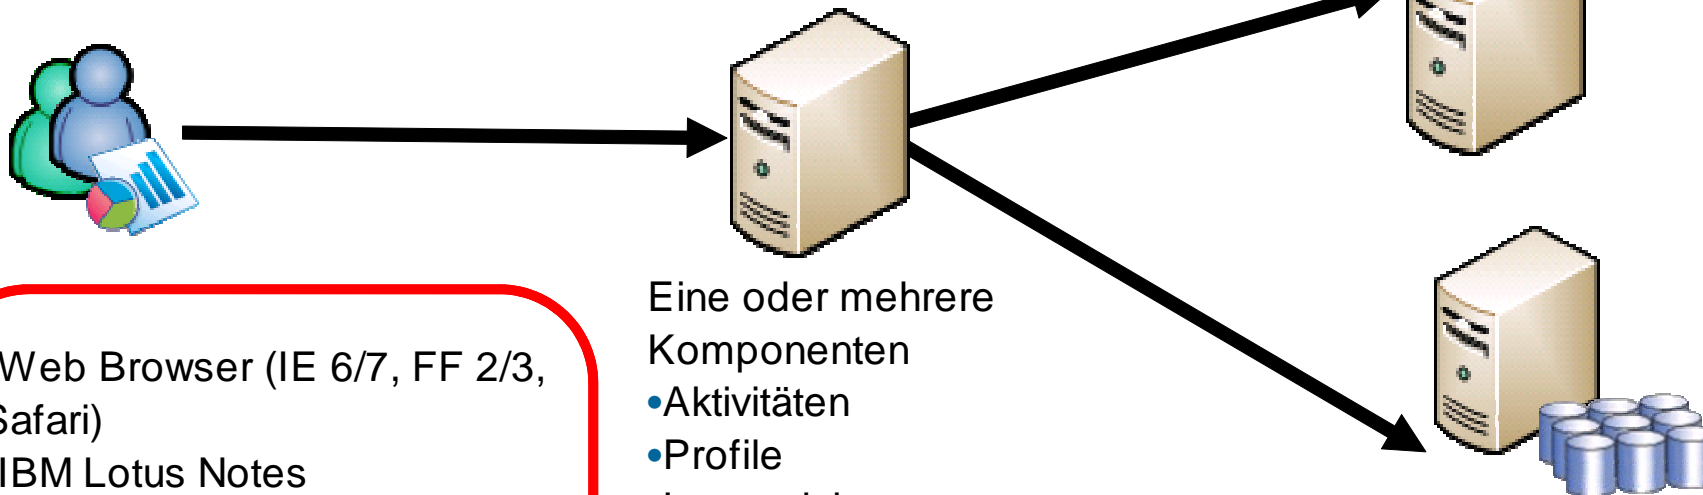 Web Browser (IE 6/7, FF 2/3,
Safari)
IBM Lotus Notes
Eine oder mehrere
Komponenten
•Aktivitäten
•Profile